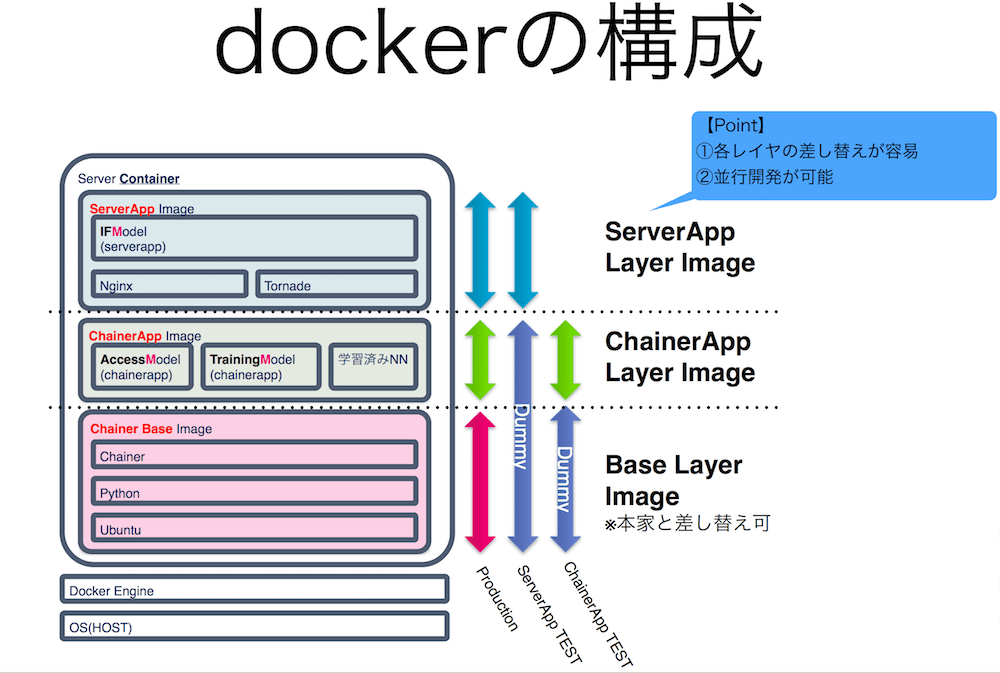 dockerの構成
【Point】
①各レイヤの差し替えが容易
②並行開発が可能
Server Container
ServerApp Image
IFModel
(serverapp)
Nginx
Tornade
ServerApp
Layer Image
ChainerApp Image
AccessModel
(chainerapp)
TrainingModel
(chainerapp)
学習済みNN
ChainerApp
Layer Image
Chainer Base Image
Chainer
Python
Ubuntu
Dummy
Dummy
Base Layer
Image
※本家と差し替え可
Docker Engine
OS(HOST)
Production
ServerApp TEST
ChainerApp TEST